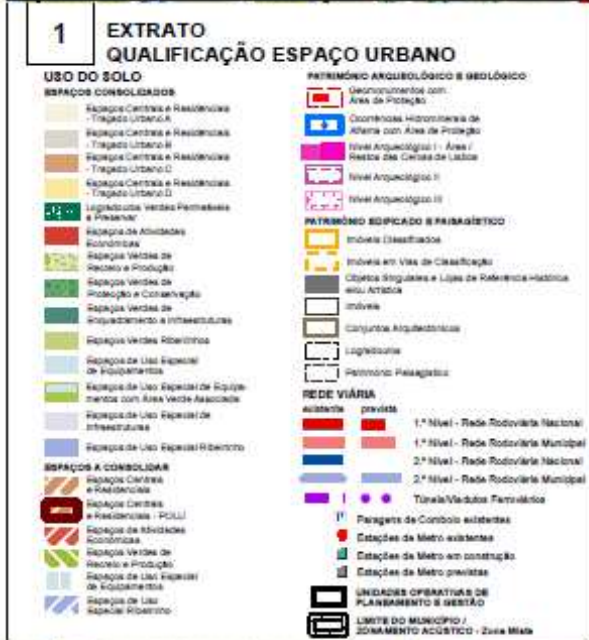 1
EXTRATO
QUALIFICAÇÃO ESPAÇO URBANO
USO DO SOLO
ESPAÇOS CONSOLIDADOS
Espaços Centrais e Residenciais
- Traçado Urbano A
Espaços Centrais e Residenciais
- Traçado Urbano B
Espaços Centrais e Residenciais
- Traçado Urbano C
Espaços Centrais e Residenciais
- Traçado Urbano D
Logradouros Verdes Permeáveis
a Preservar
Espaços de Atividades
Económicas
Espaços Verdes de
Recreio e Produção
Espaços Verdes de
Protecção e Conservação
Espaços Verdes de
Enquadramento a Infraestruturas
Espaços Verdes Ribeirinhos
Espaços de Uso Especial
de Equipamentos
Espaços de Uso Especial de Equipa-
mentos com Área Verde Associada
Espaços de Uso Especial de
Infraestruturas
Espaços de Uso Especial Ribeirinho
ESPAÇOS A CONSOLIDAR
Espaços Centrais
e Residenciais
Espaços Centrais
e Residenciais - POLU
Espaços de Atividades
Económicas
Espaços Verdes de
Recreio e Produção
Espaços de Uso Especial
de Equipamentos
Espaços de Uso
Especial Ribeirinho
PATRIMÓNIO ARQUEOLÓGICO E GEOLÓGICO
Geomonumentos com
Área de Proteção
Ocorrências Hidrominerais de
Alfama com Área de Proteção
Nível Arqueológico I - Área /
Restos das Cercas de Lisboa
Nível Arqueológico II
Nível Arqueológico III
PATRIMÓNIO EDIFICADO E PAISAGÍSTICO
Imóveis Classificados
Imóveis em Vias de Classificação
Objetos Singulares e Lojas de Referência Histórica
e/ou Artística
Imóveis
Conjuntos Arquitectónicos
Logradouros
Património Paisagístico
REDE VIÁRIA
existente prevista
1.º Nível - Rede Rodoviária Nacional
1.º Nível - Rede Rodoviária Municipal
2.º Nível - Rede Rodoviária Nacional
2.º Nível - Rede Rodoviária Municipal
Túneis/Viadutos Ferroviários
Paragens de Comboio existentes
Estações de Metro existentes
Estações de Metro em construção
Estações de Metro previstas
UNIDADES OPERATIVAS DE
PLANEAMENTO E GESTÃO
LIMITE DO MUNICÍPIO /
ZONAMENTO ACÚSTICO - Zona Mista